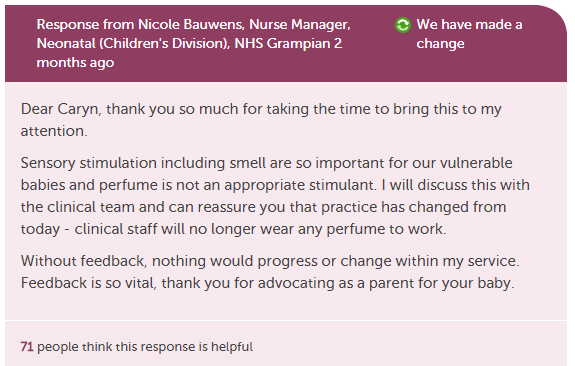 Response from Nicole Bauwens, Nurse Manager,
Neonatal (Children's Division), NHS Grampian 2
months ago
We have made a
change
Dear Caryn, thank you so much for taking the time to bring this to my
attention.
Sensory stimulation including smell are so important for our vulnerable
babies and perfume is not an appropriate stimulant. I will discuss this with
the clinical team and can reassure you that practice has changed from
today - clinical staff will no longer wear any perfume to work.
Without feedback, nothing would progress or change within my service.
Feedback is so vital, thank you for advocating as a parent for your baby.
71 people think this response is helpful